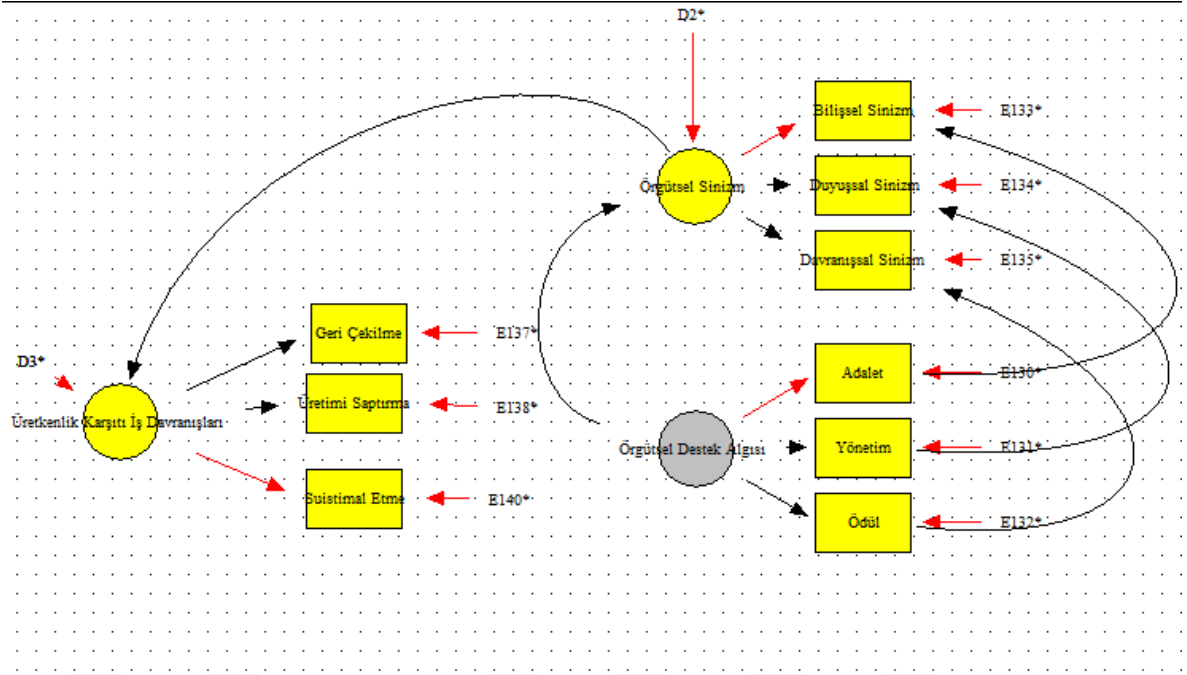 D2*
Bilişsel Sinizm
E133*
Örgütsel Sinizm
Duyuşsal Sinizm
E134*
Davranışsal Sinizm
E135*
Geri Çekilme
E137*
D3*
Adalet
E130*
Üretimi Saptırma
E138*
Üretkenlik Karşıtı İş Davranışları
Örgütsel Destek Algısı
Yönetim
E131*
Suistimal Etme
E140*
Ödül
E132*